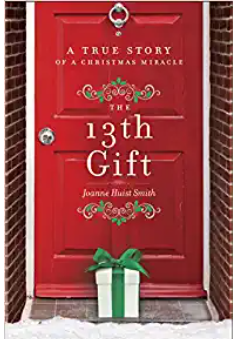 A TRUE STORY
OF A CHRISTMAS MIRACLE
THE
13th
Gift
Joanne Huist Smith